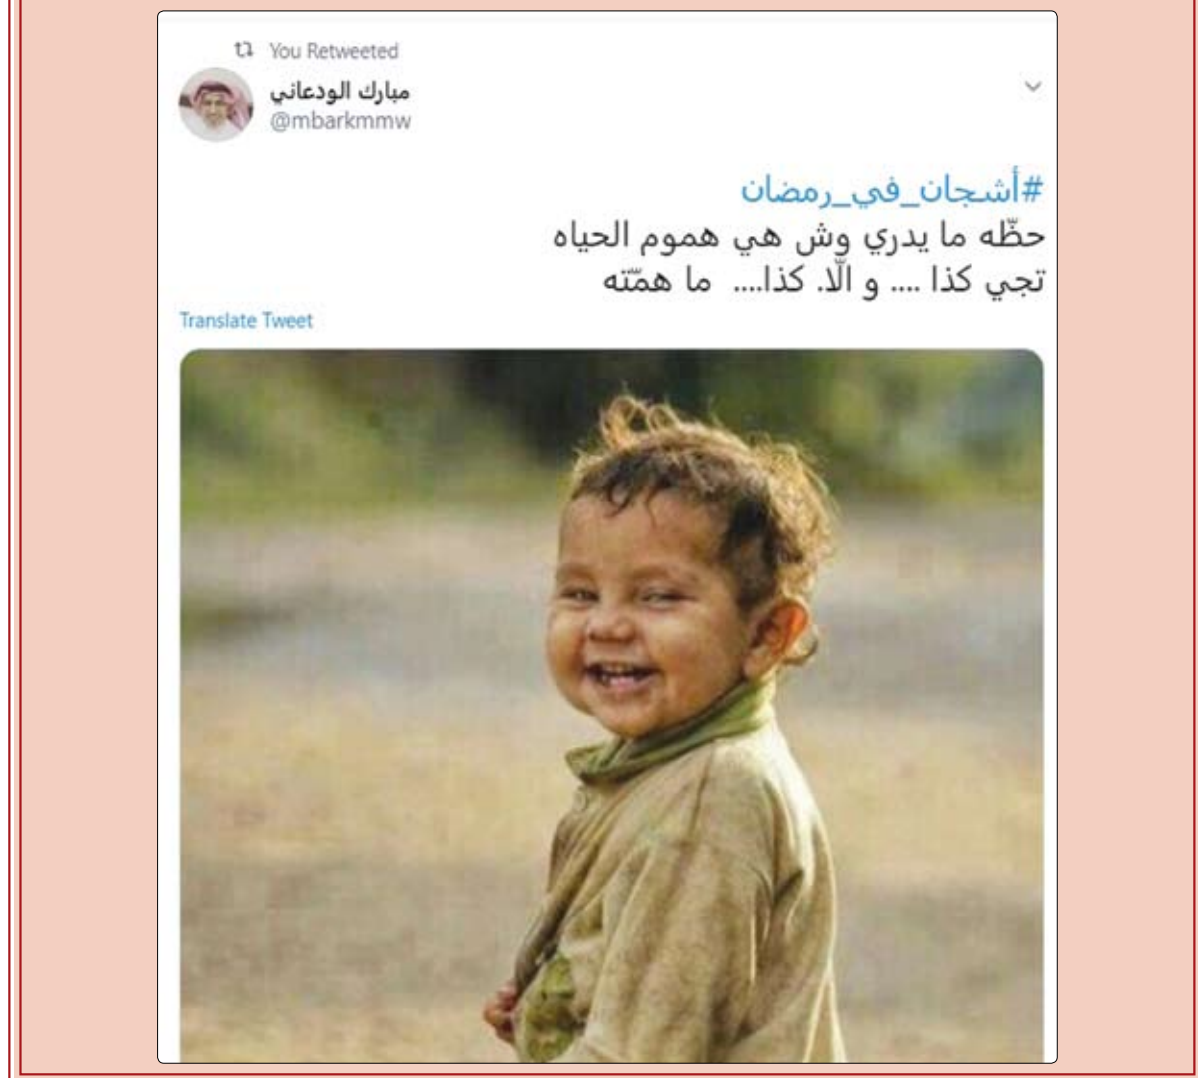 You Retweeted
مبارك الودعاني
@mbarkmmw
#أشجان_في_رمضان
حظّه ما يدري وش هي هموم الحياه
تجي كذا .... و الّا. كذا.... ما همّته
Translate Tweet